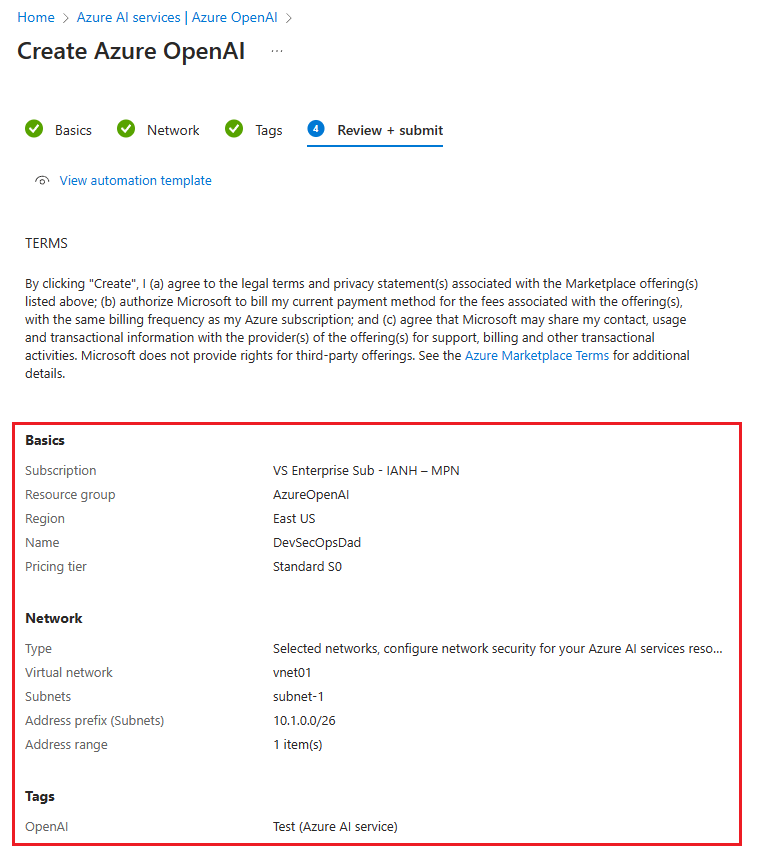 Home > Azure AI services | Azure OpenAI >
Create Azure OpenAI ...
Basics Network Tags 4 Review + submit
View automation template
TERMS
By clicking "Create", I (a) agree to the legal terms and privacy statement(s) associated with the Marketplace offering(s)
listed above; (b) authorize Microsoft to bill my current payment method for the fees associated with the offering(s),
with the same billing frequency as my Azure subscription; and (c) agree that Microsoft may share my contact, usage
and transactional information with the provider(s) of the offering(s) for support, billing and other transactional
activities. Microsoft does not provide rights for third-party offerings. See the Azure Marketplace Terms for additional
details.
Basics
Subscription VS Enterprise Sub - IANH – MPN
Resource group AzureOpenAI
Region East US
Name DevSecOpsDad
Pricing tier Standard S0
Network
Type Selected networks, configure network security for your Azure AI services reso...
Virtual network vnet01
Subnets subnet-1
Address prefix (Subnets) 10.1.0.0/26
Address range 1 item(s)
Tags
OpenAI Test (Azure AI service)